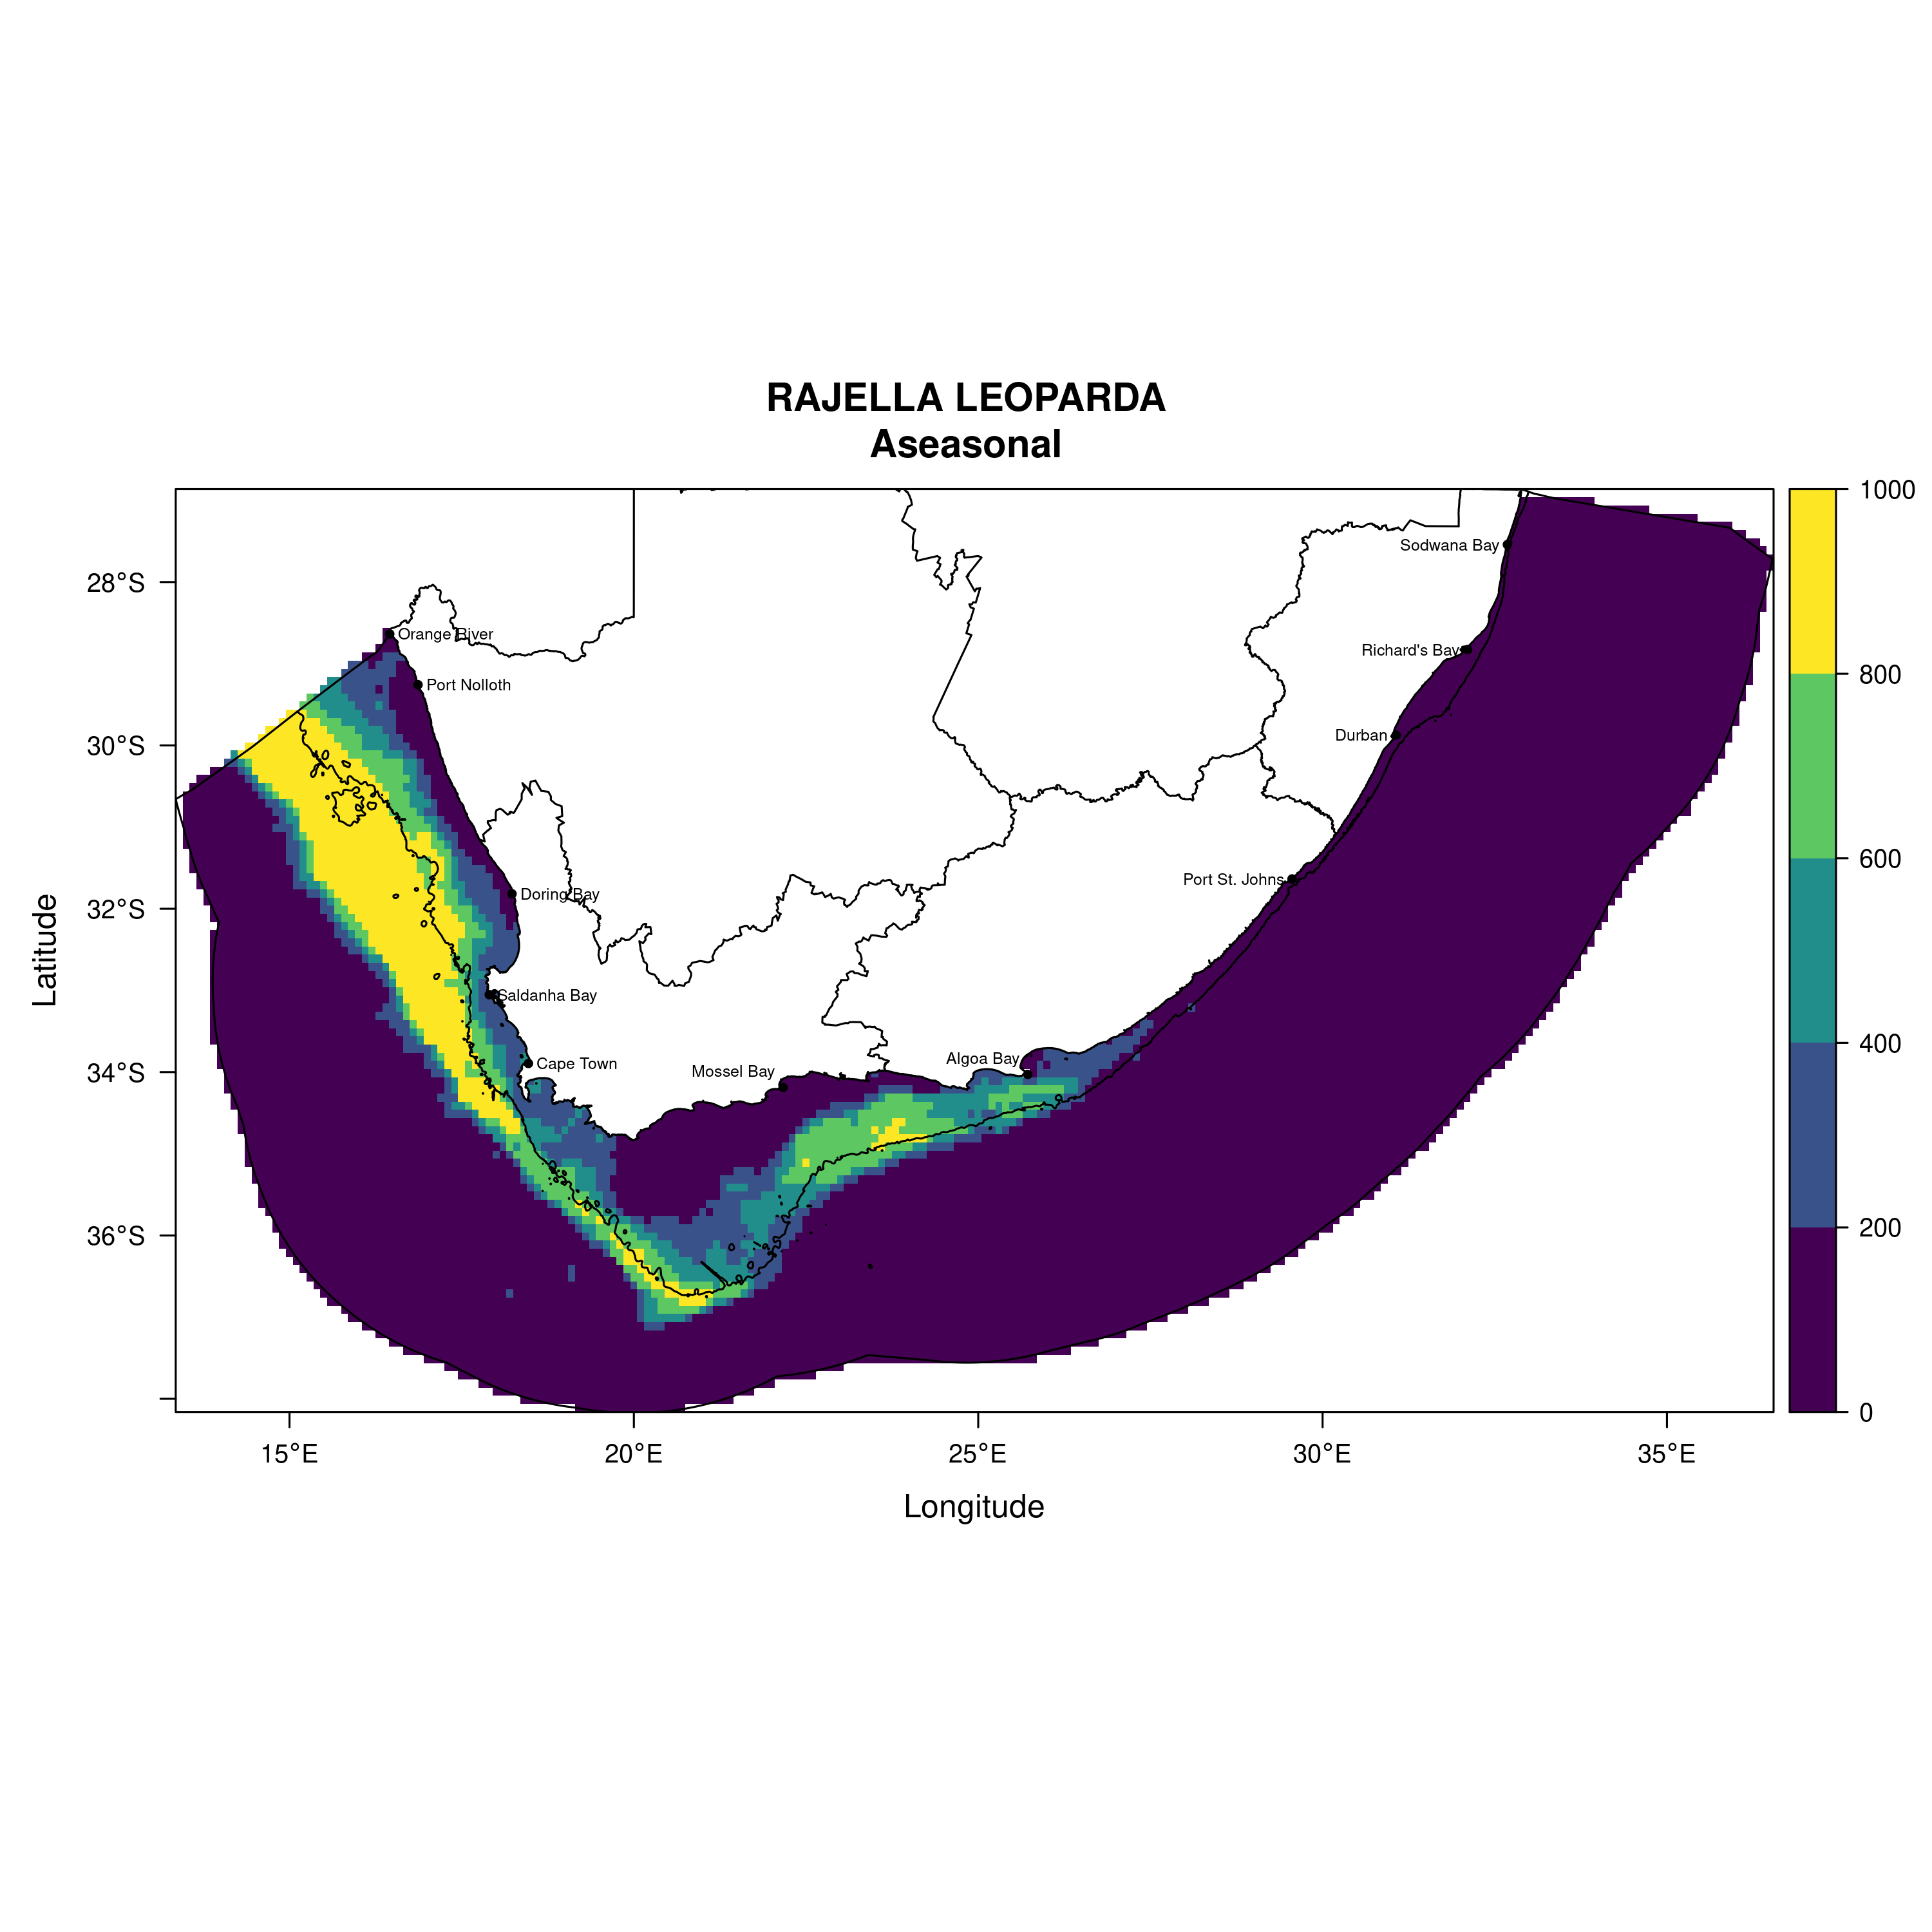 RAJELLA LEOPARDA
Aseasonal
Sodwana Bay
Orange River
Richard's Bay
Port Nolloth
Durban
Port St. Johns
Doring Bay
Saldanha Bay
Algoa Bay
Cape Town
Mossel Bay
28°S
30°S
32°S
34°S
36°S
Latitude
15°E
20°E
25°E
30°E
35°E
Longitude
1000
800
600
400
200
0